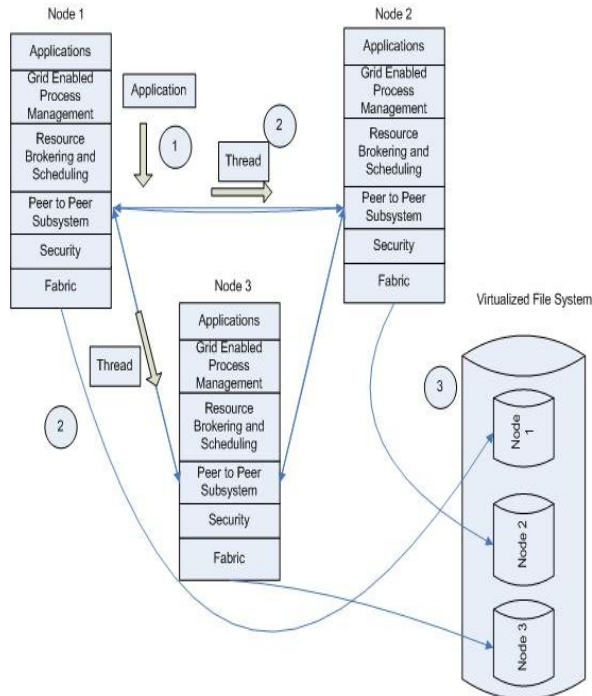 Node 1
Applications
Grid Enabled
Process
Management
Resource
Brokering and
Scheduling
Peer to Peer
Subsystem
Security
Fabric
Application
1
2
Thread
Node 2
Applications
Grid Enabled
Process
Management
Resource
Brokering and
Scheduling
Peer to Peer
Subsystem
Security
Fabric
Thread
2
Node 3
Applications
Grid Enabled
Process
Management
Resource
Brokering and
Scheduling
Peer to Peer
Subsystem
Security
Fabric
Virtualized File System
3
Node 1
Node 2
Node 3